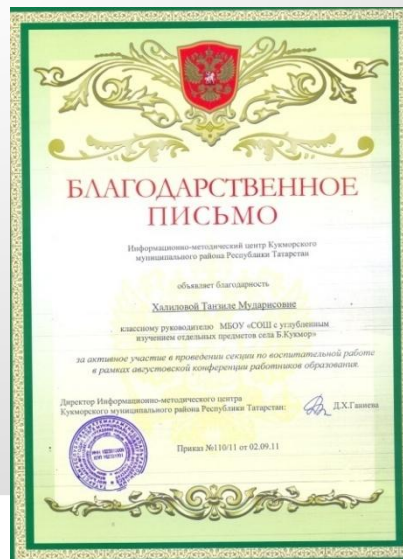 БЛАГОДАРСТВЕННОЕ
ПИСЬМО
Информационно-методический центр Кукморского
муниципального района Республики Татарстан
объявляет благодарность
Халиловой Танзиле Мударисовне
классному руководителю МБОУ «СОШ с углубленным
изучением отдельных предметов села Б.Кукмор»
за активное участие в проведении секции по воспитательной работе
в рамках августовской конференции работников образования.
Директор Информационно-методического центра
Кукморского муниципального района Республики Татарстан:
Д.Х.Ганиева
Приказ №110/11 от 02.09.11